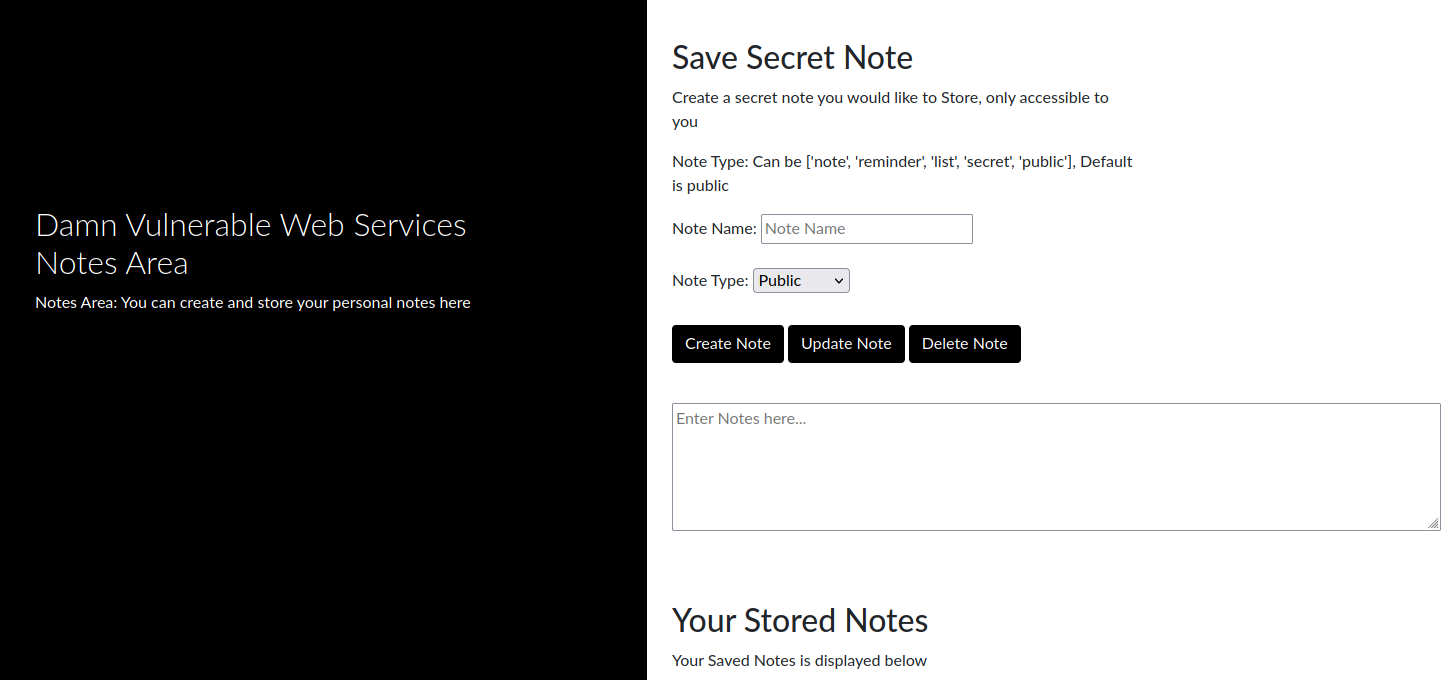 Damn Vulnerable Web Services
Notes Area
Notes Area: You can create and store your personal notes here
Save Secret Note
Create a secret note you would like to Store, only accessible to
you
Note Type: Can be ['note', 'reminder', 'list', 'secret', 'public'], Default
is public
Note Name: Note Name
Note Type: Public
Create Note Update Note Delete Note
Enter Notes here...
Your Stored Notes
Your Saved Notes is displayed below